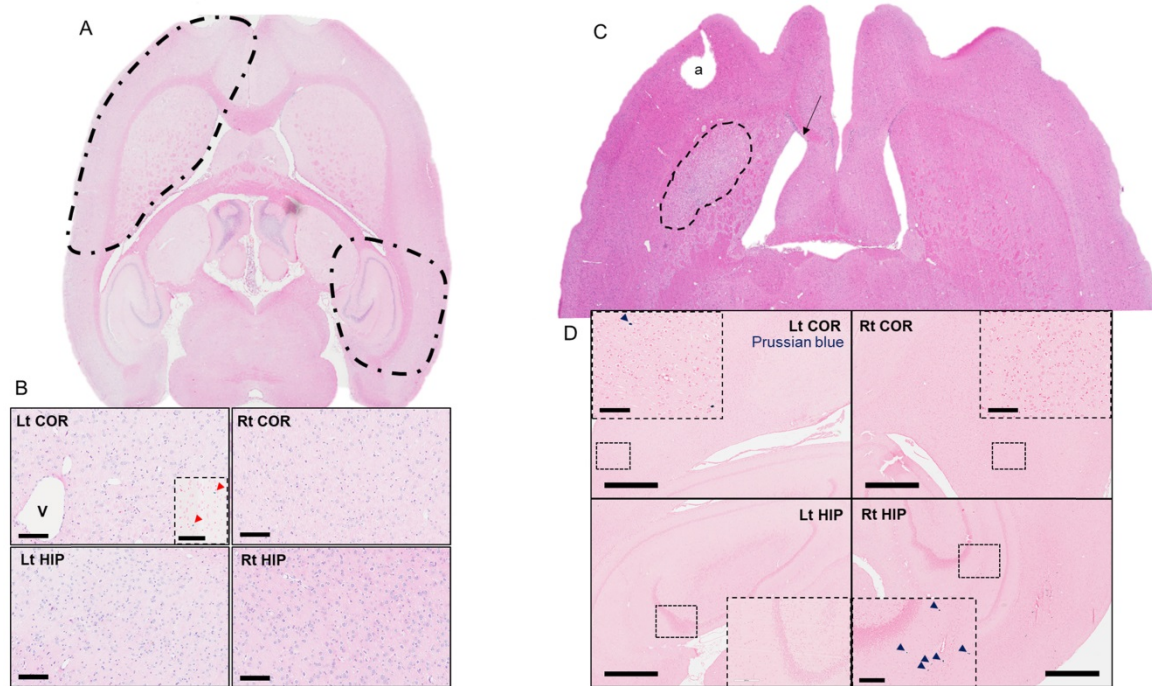 A
B
Lt COR
V
Rt COR
Lt HIP
Rt HIP
C
a
D
Lt COR
Prussian blue
Rt COR
Lt HIP
Rt HIP